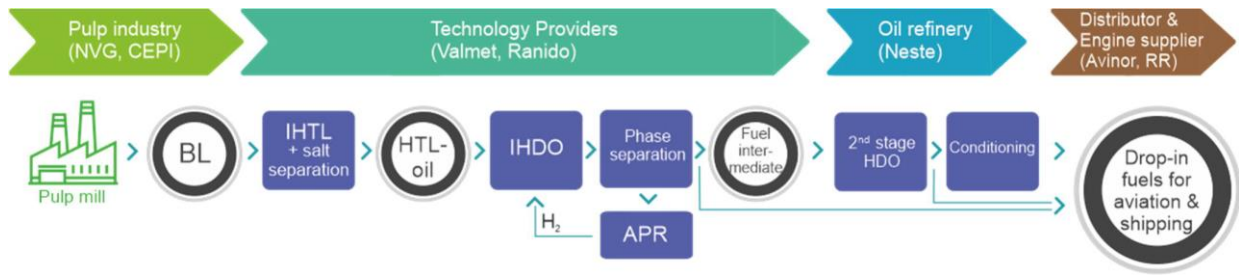 Pulp industry
(NVG, CEPI)
Technology Providers
(Valmet, Ranido)
Oil refinery
(Neste)
Distributor &
Engine supplier
(Avinor, RR)
Pulp mill
BL
IHTL
+ salt
separation
HTL-
oil
IHDO
Phase
separation
H₂
APR
Fuel
inter-
mediate
2nd stage
HDO
Conditioning
Drop-in
fuels for
aviation &
shipping